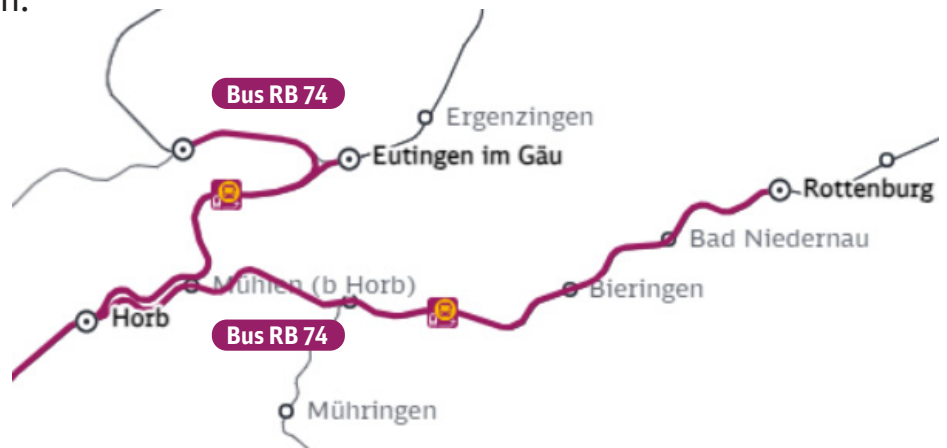 n.
Bus RB 74
Ergenzingen
Eutingen im Gäu
Rottenburg
Bad Niedernau
Mühlen (b Horb)
Bieringen
Horb
Bus RB 74
Mühringen